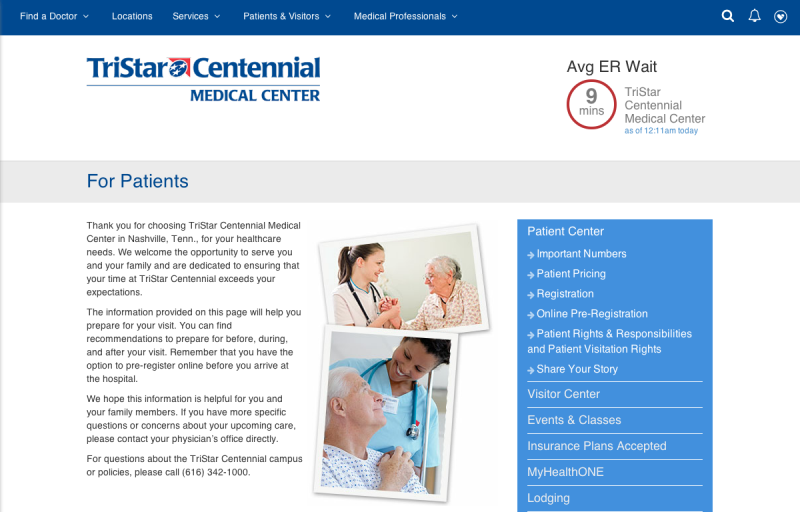 Find a Doctor
Locations
Services
Patients & Visitors
Medical Professionals
TriStar Centennial
MEDICAL CENTER
Avg ER Wait
9
mins
TriStar
Centennial
Medical Center
as of 12:11am today
For Patients
Thank you for choosing TriStar Centennial Medical
Center in Nashville, Tenn., for your healthcare
needs. We welcome the opportunity to serve you
and your family and are dedicated to ensuring that
your time at TriStar Centennial exceeds your
expectations.
The information provided on this page will help you
prepare for your visit. You can find
recommendations to prepare for before, during,
and after your visit. Remember that you have the
option to pre-register online before you arrive at
the hospital.
We hope this information is helpful for you and
your family members. If you have more specific
questions or concerns about your upcoming care,
please contact your physician's office directly.
For questions about the TriStar Centennial campus
or policies, please call (616) 342-1000.
Patient Center
Important Numbers
Patient Pricing
Registration
Online Pre-Registration
Patient Rights & Responsibilities
and Patient Visitation Rights
Share Your Story
Visitor Center
Events & Classes
Insurance Plans Accepted
MyHealthONE
Lodging